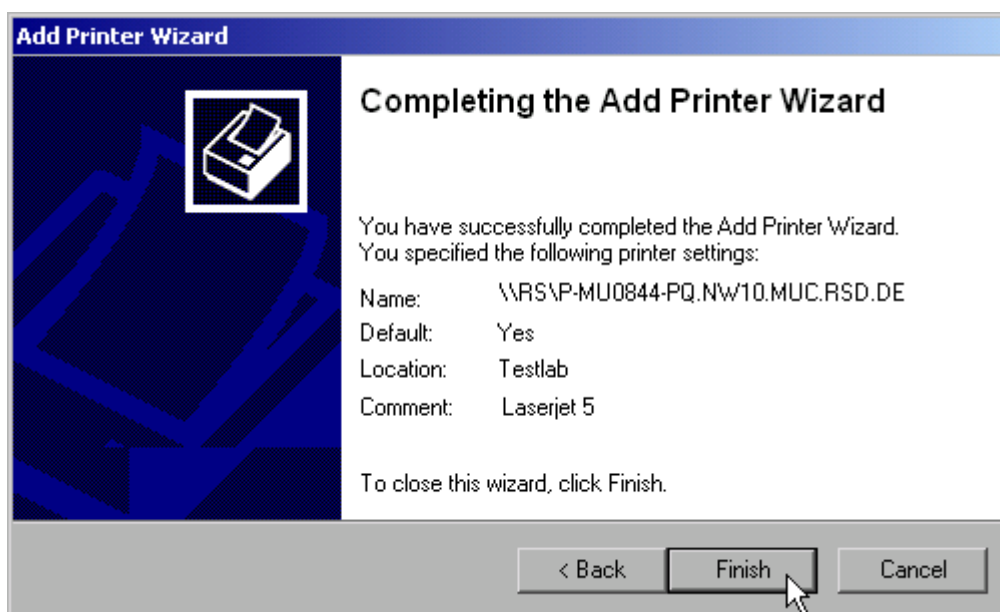 Add Printer Wizard
Completing the Add Printer Wizard
You have successfully completed the Add Printer Wizard.
You specified the following printer settings:
Name: \\RS\P-MU0844-PQ.NW10.MUC.RSD.DE
Default: Yes
Location: Testlab
Comment: Laserjet 5
To close this wizard, click Finish.
< Back Finish Cancel